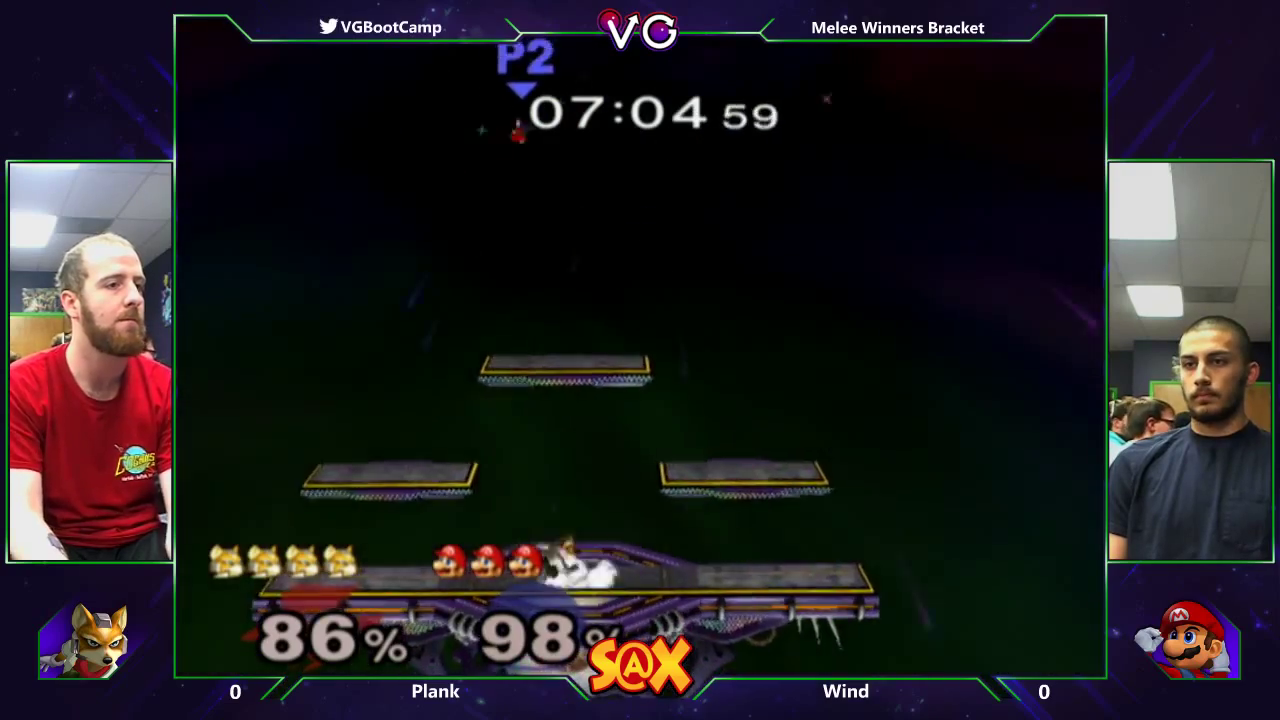 VGBootCamp
VG
Melee Winners Bracket
P2
07:04 59
86%
98%
S@X
0
Plank
Wind
0